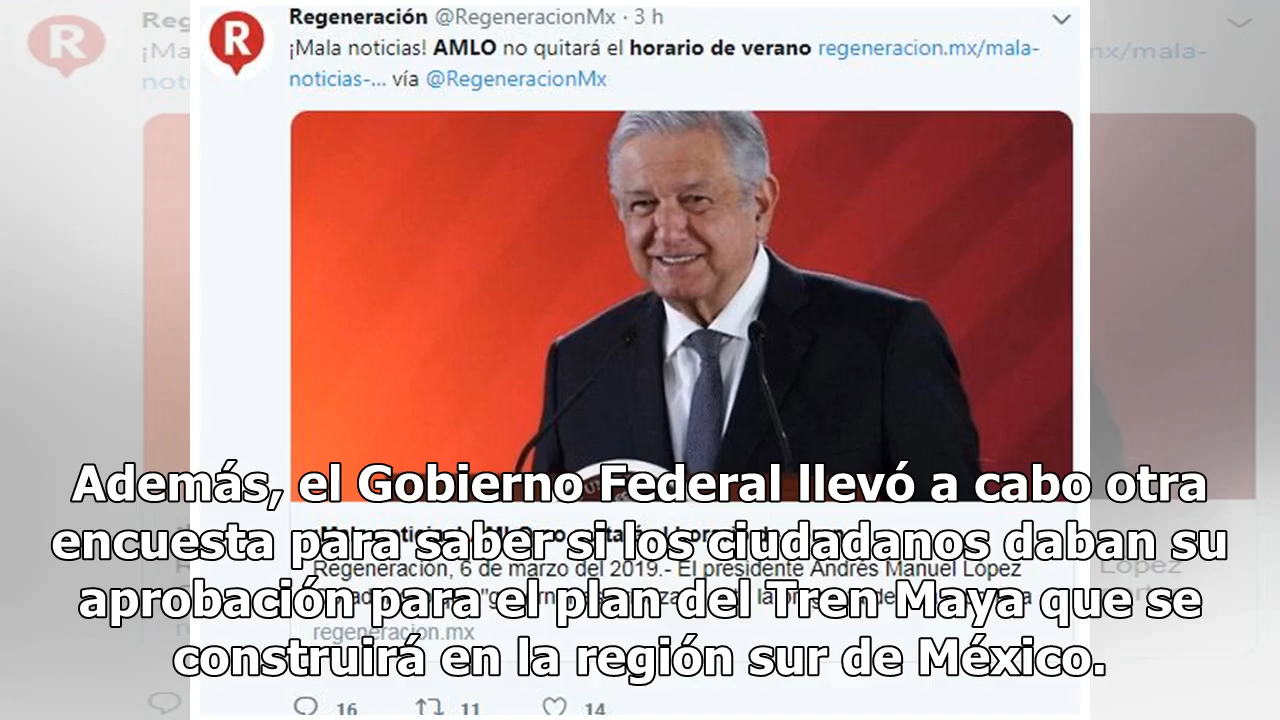 Regeneración @RegeneracionMx · 3 h
¡Mala noticias! AMLO no quitará el horario de verano regeneracion.mx/mala-
noticias-... vía @RegeneracionMx
Además, el Gobierno Federal llevó a cabo otra
encuesta para saber si los ciudadanos daban su
Regeneración, 6 de marzo del 2019.- El presidente Andrés Manuel López
aprobación para el plan del Tren Maya que se
regeneracion.mx
construirá en la región sur de México.
16 11 14